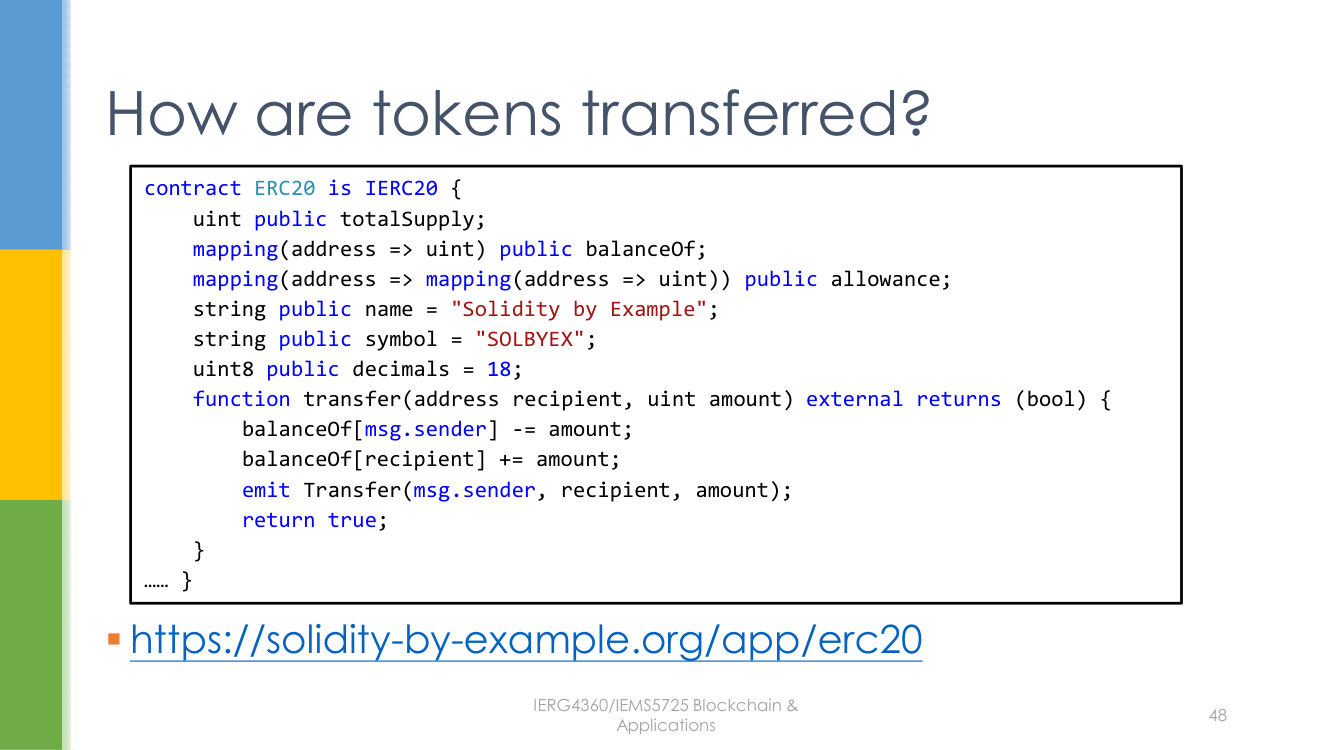 How are tokens transferred?
contract ERC20 is IERC20 {
    uint public totalSupply;
    mapping(address => uint) public balanceOf;
    mapping(address => mapping(address => uint)) public allowance;
    string public name = "Solidity by Example";
    string public symbol = "SOLBYEX";
    uint8 public decimals = 18;
    function transfer(address recipient, uint amount) external returns (bool) {
        balanceOf[msg.sender] -= amount;
        balanceOf[recipient] += amount;
        emit Transfer(msg.sender, recipient, amount);
        return true;
    }
…… }
▪ https://solidity-by-example.org/app/erc20
IERG4360/IEMS5725 Blockchain &
Applications
48